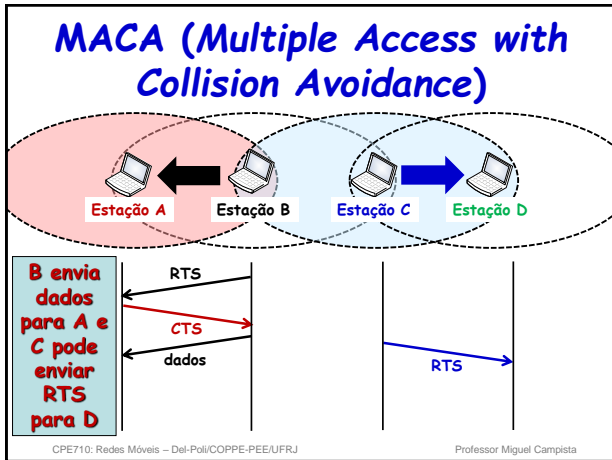 MACA (Multiple Access with
Collision Avoidance)
Estação A
Estação B
Estação C
Estação D
B envia
dados
para A e
C pode
enviar
RTS
para D
RTS
CTS
dados
RTS
CPE710: Redes Móveis – Del-Poli/COPPE-PEE/UFRJ
Professor Miguel Campista